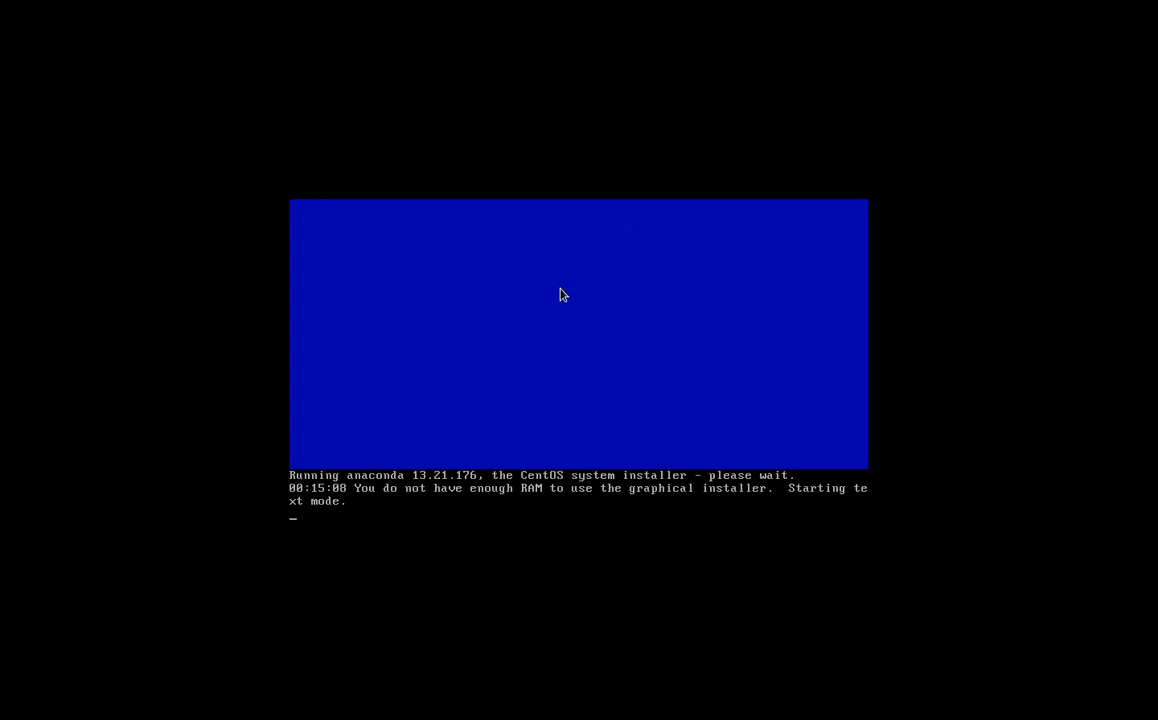 Running anaconda 13.21.176, the CentOS system installer - please wait.
00:15:08 You do not have enough RAM to use the graphical installer.  Starting te
xt mode.